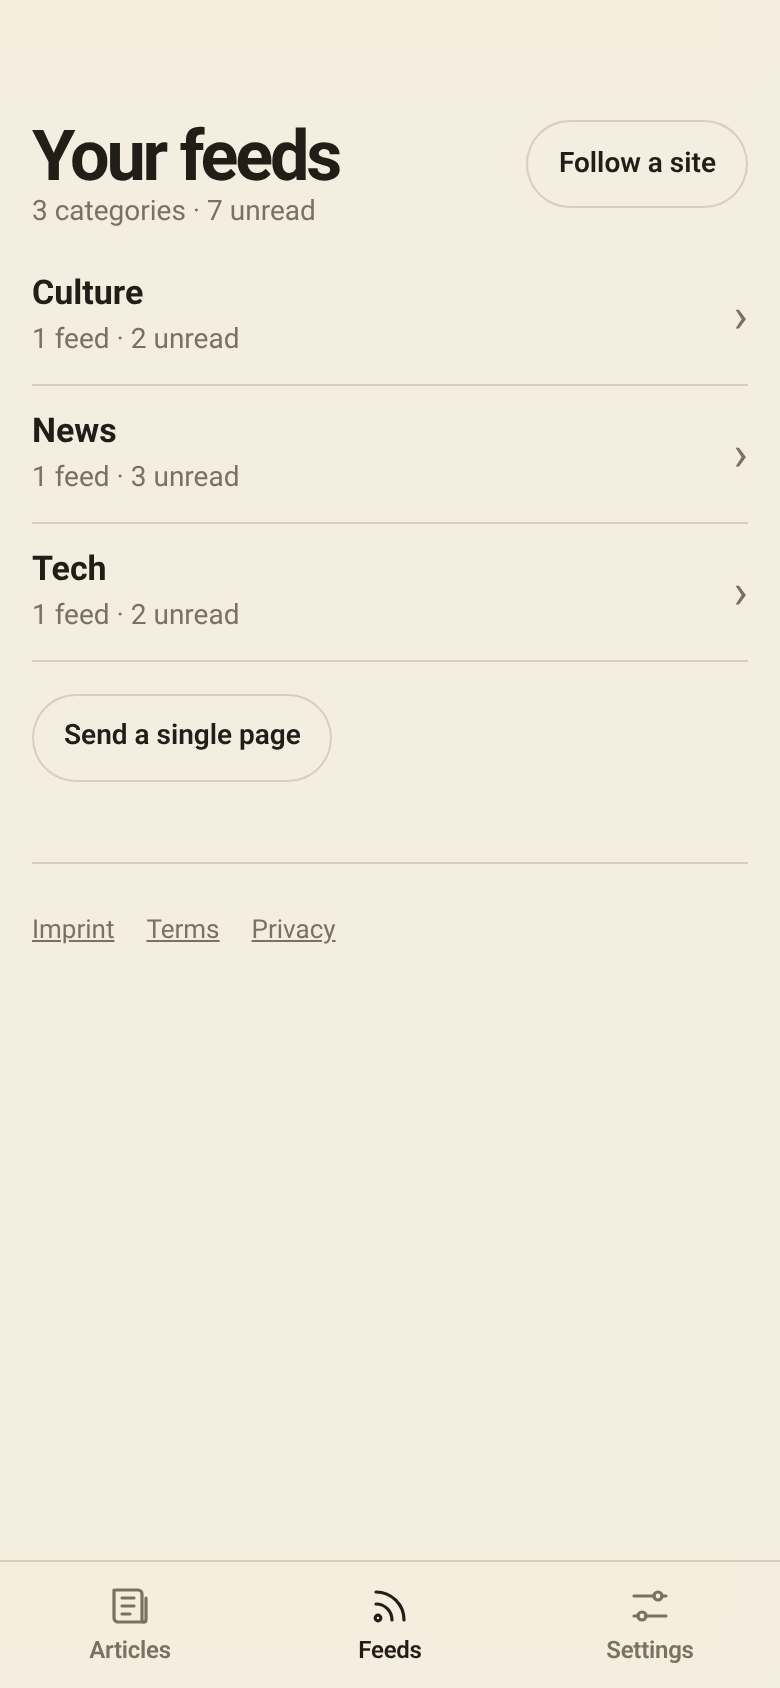 Your feeds
Follow a site
3 categories · 7 unread
Culture
1 feed · 2 unread
News
1 feed · 3 unread
Tech
1 feed · 2 unread
Send a single page
Imprint Terms Privacy
Articles Feeds Settings